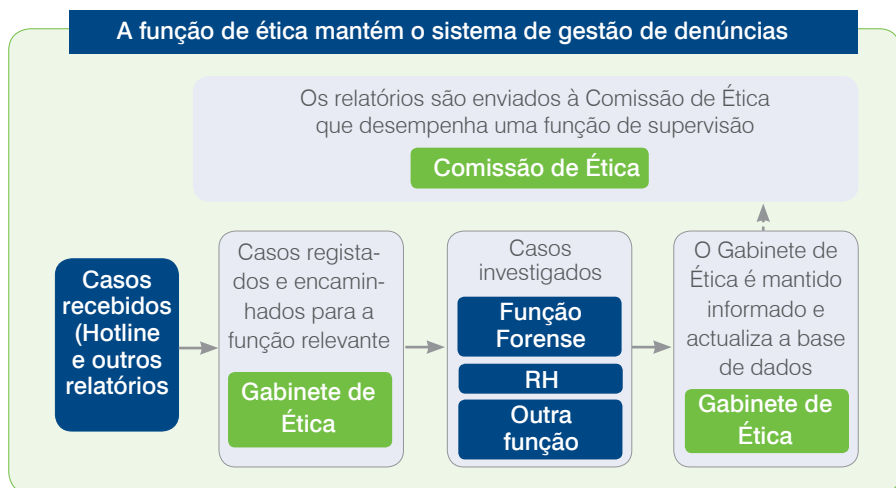 A função de ética mantém o sistema de gestão de denúncias
Os relatórios são enviados à Comissão de Ética
que desempenha uma função de supervisão
Comissão de Ética
Casos
recebidos
(Hotline
e outros
relatórios
Casos regista-
dos e encamin-
hados para a
função relevante
Gabinete de
Ética
Casos
investigados
Função
Forense
RH
Outra
função
O Gabinete de
Ética é mantido
informado e
actualiza a base
de dados
Gabinete de
Ética